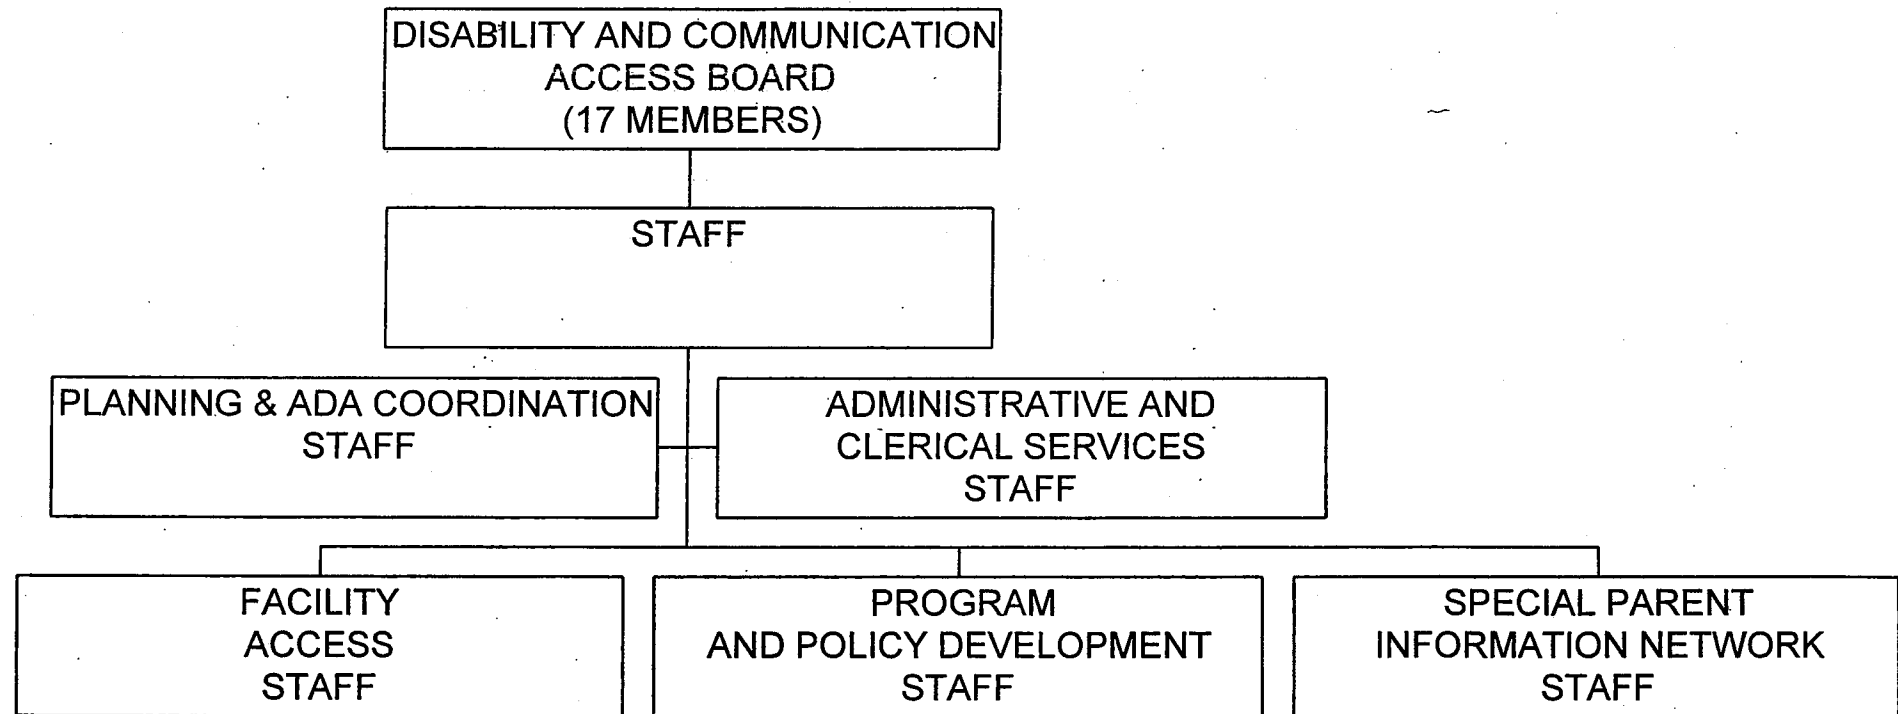 DISABILITY AND COMMUNICATION
ACCESS BOARD
(17 MEMBERS)
STAFF
PLANNING & ADA COORDINATION
STAFF
ADMINISTRATIVE AND
CLERICAL SERVICES
STAFF
FACILITY
ACCESS
STAFF
PROGRAM
AND POLICY DEVELOPMENT
STAFF
SPECIAL PARENT
INFORMATION NETWORK
STAFF